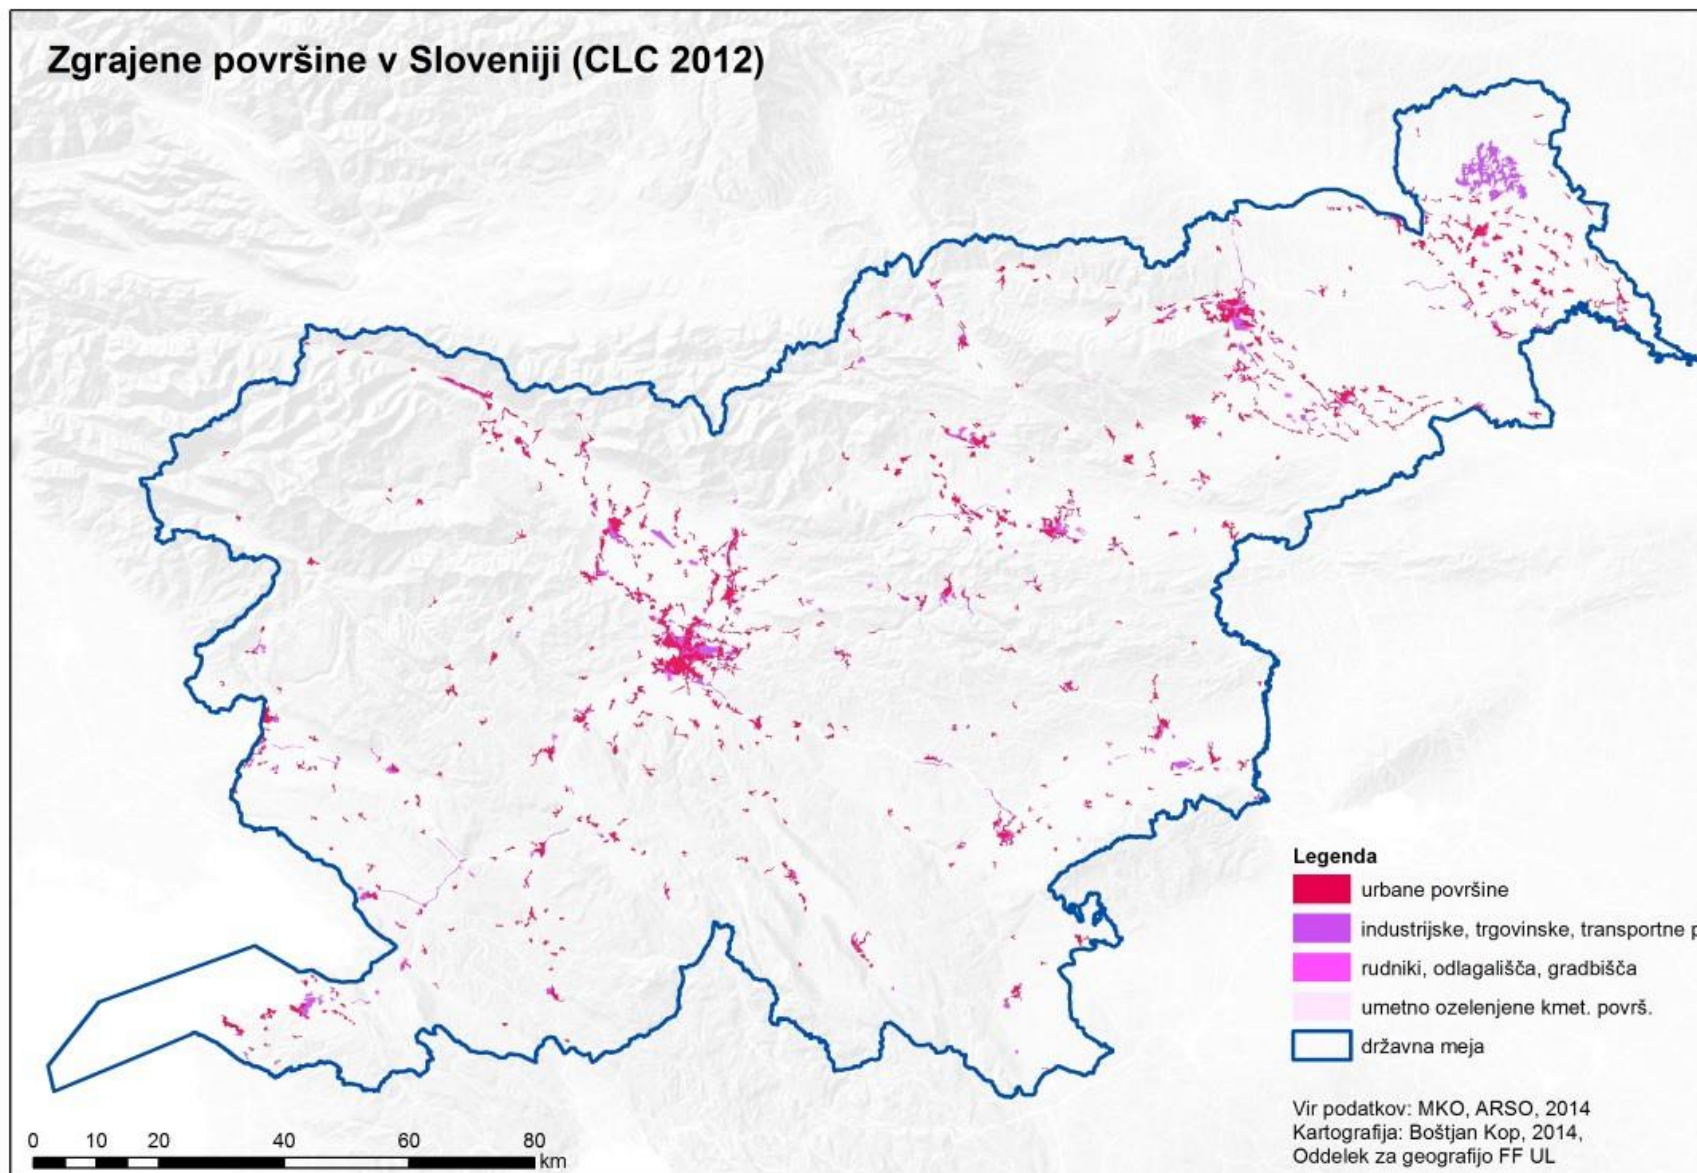 Zgrajene površine v Sloveniji (CLC 2012)
Legenda
urbane površine
industrijske, trgovinske, transportne p
rudniki, odlagališča, gradbišča
umetno ozelenjene kmet. površ.
državna meja
Vir podatkov: MKO, ARSO, 2014
Kartografija: Boštjan Kop, 2014,
Oddelek za geografijo FF UL
0 10 20 40 60 80
km